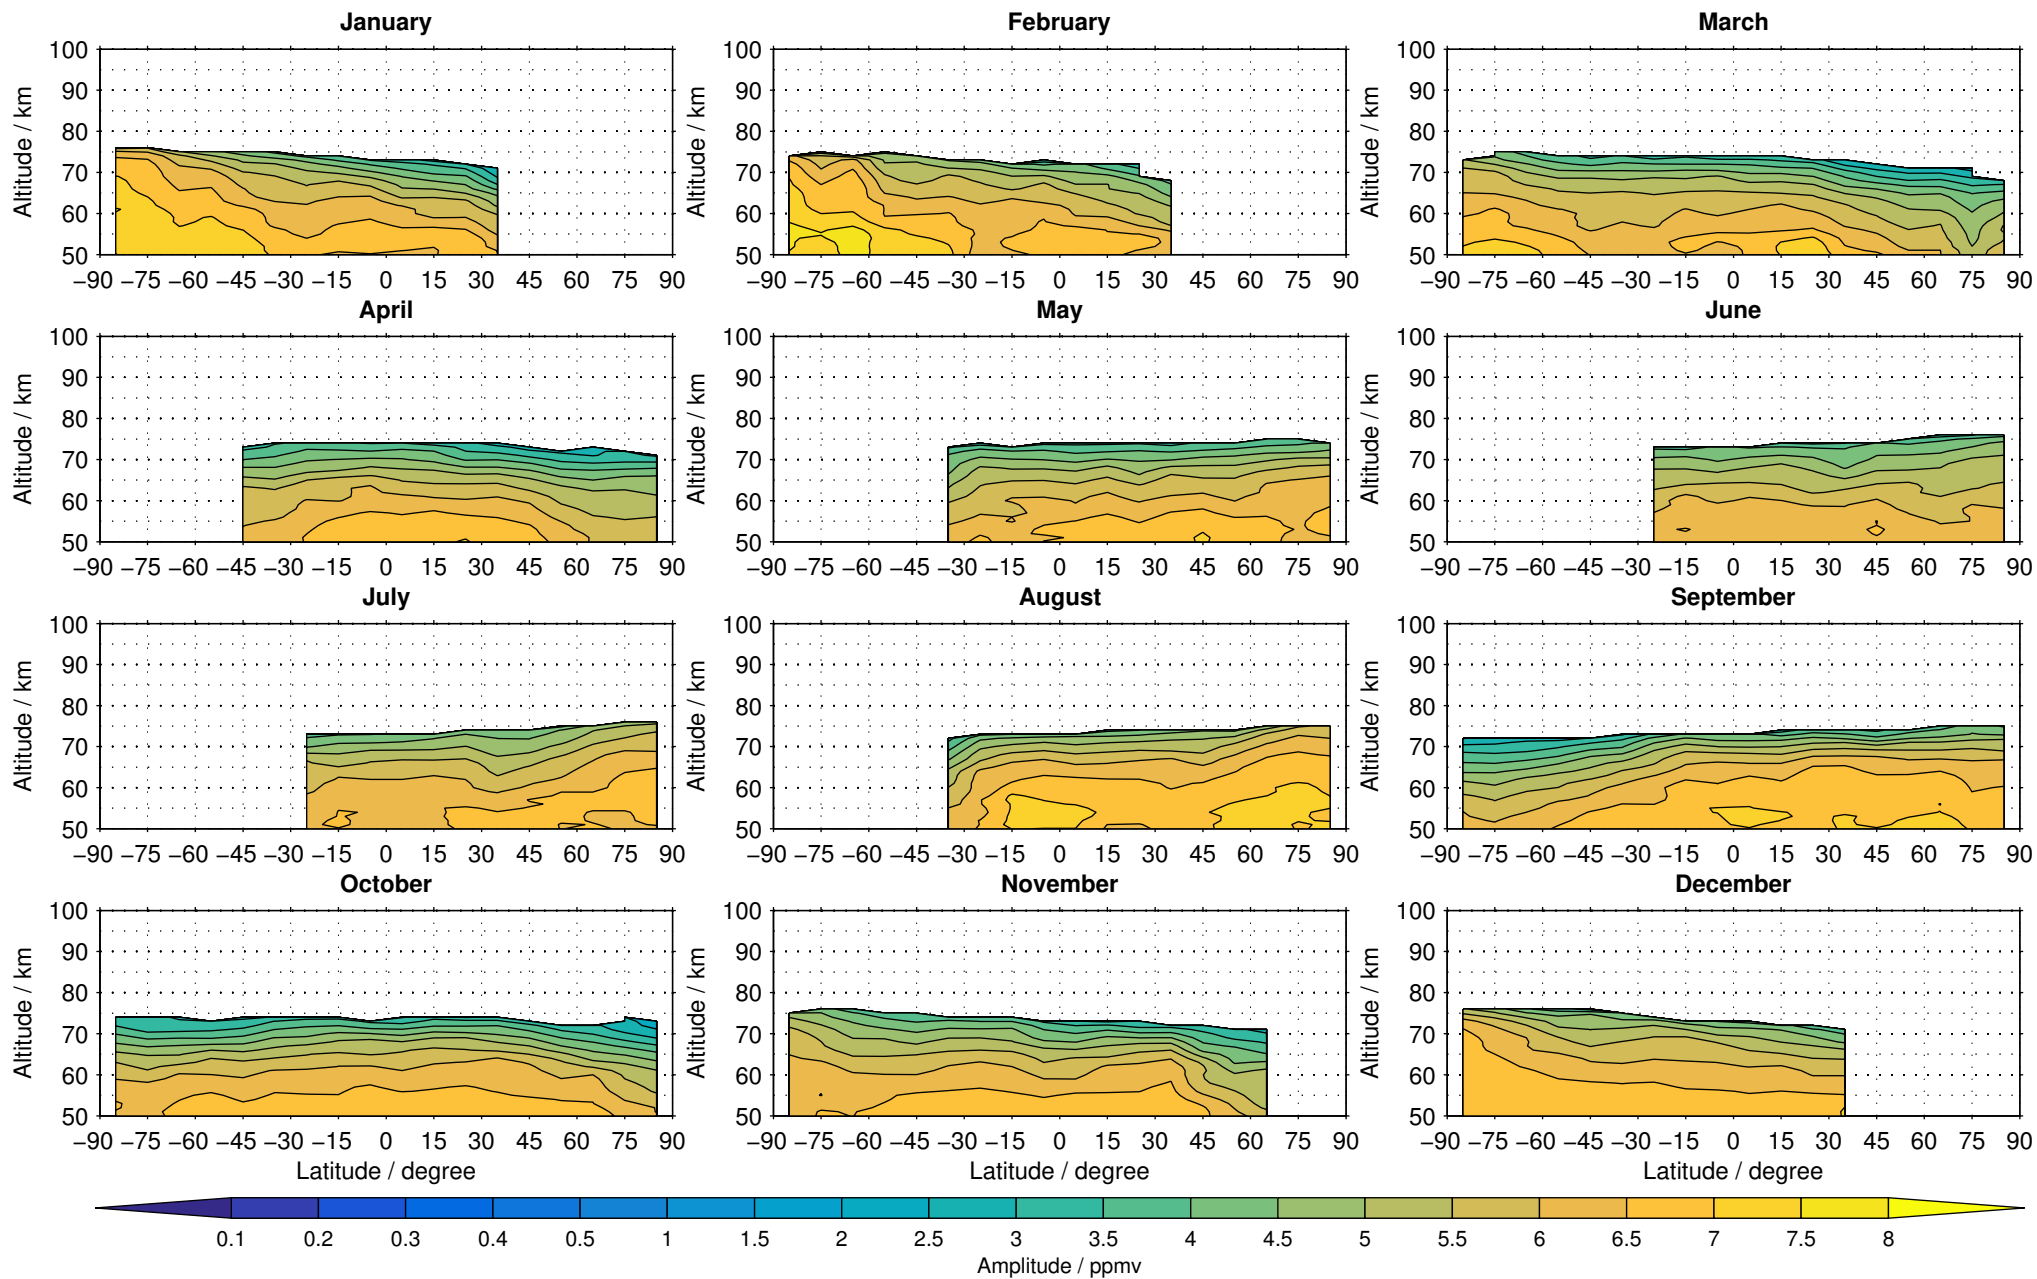 January February March
100 100 100
90 90 90
80 80 80
70 70 70
60 60 60
50 50 50
Altitude / km Altitude / km Altitude / km
−90 −75 −60 −45 −30 −15 0 15 30 45 60 75 90 −90 −75 −60 −45 −30 −15 0 15 30 45 60 75 90 −90 −75 −60 −45 −30 −15 0 15 30 45 60 75 90
April May June
100 100 100
90 90 90
80 80 80
70 70 70
60 60 60
50 50 50
Altitude / km Altitude / km Altitude / km
−90 −75 −60 −45 −30 −15 0 15 30 45 60 75 90 −90 −75 −60 −45 −30 −15 0 15 30 45 60 75 90 −90 −75 −60 −45 −30 −15 0 15 30 45 60 75 90
July August September
100 100 100
90 90 90
80 80 80
70 70 70
60 60 60
50 50 50
Altitude / km Altitude / km Altitude / km
−90 −75 −60 −45 −30 −15 0 15 30 45 60 75 90 −90 −75 −60 −45 −30 −15 0 15 30 45 60 75 90 −90 −75 −60 −45 −30 −15 0 15 30 45 60 75 90
October November December
100 100 100
90 90 90
80 80 80
70 70 70
60 60 60
50 50 50
Altitude / km Altitude / km Altitude / km
−90 −75 −60 −45 −30 −15 0 15 30 45 60 75 90 −90 −75 −60 −45 −30 −15 0 15 30 45 60 75 90 −90 −75 −60 −45 −30 −15 0 15 30 45 60 75 90
Latitude / degree Latitude / degree Latitude / degree
0.1 0.2 0.3 0.4 0.5 1 1.5 2 2.5 3 3.5 4 4.5 5 5.5 6 6.5 7 7.5 8
Amplitude / ppmv